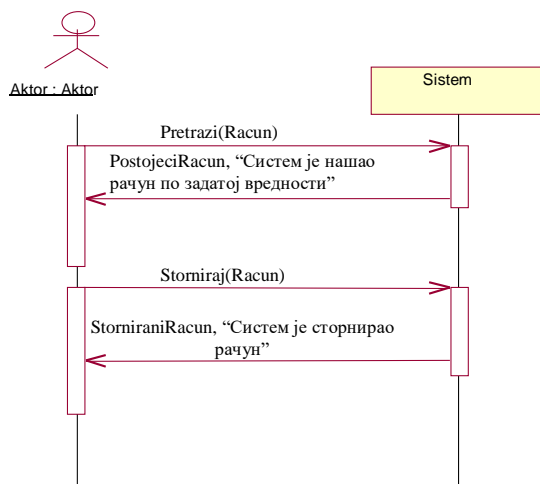 Aktor : Aktor
Sistem
Pretrazi(Racun)
PostojeciRacun, “Систем је нашао
рачун по задатој вредности”
Storniraj(Racun)
StorniraniRacun, “Систем је сторнирао
рачун”